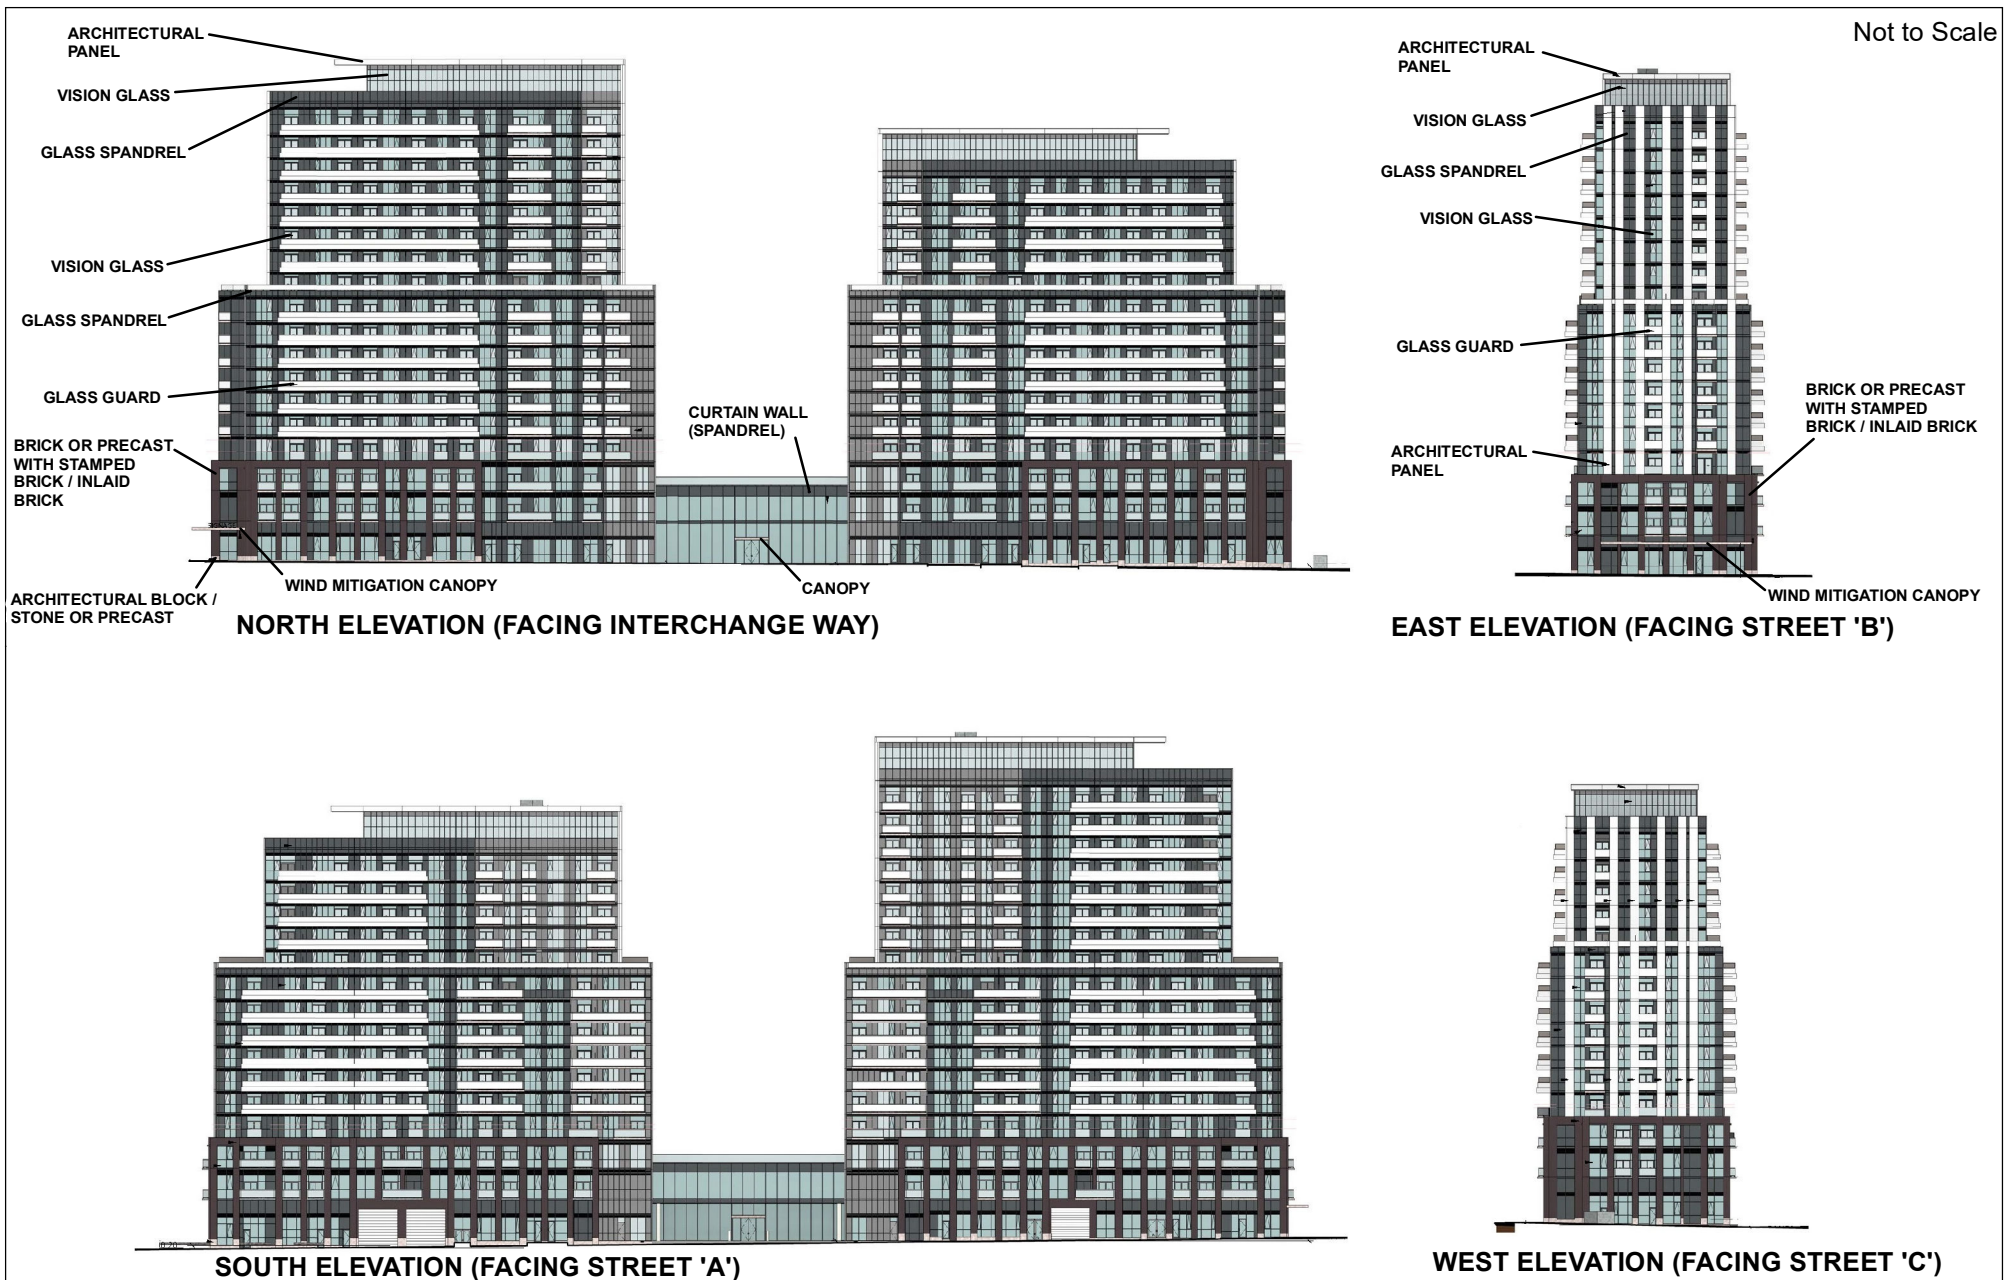 Not to Scale
ARCHITECTURAL
PANEL
VISION GLASS
GLASS SPANDREL
VISION GLASS
GLASS SPANDREL
GLASS GUARD
BRICK OR PRECAST
WITH STAMPED
BRICK / INLAID
BRICK
ARCHITECTURAL BLOCK /
STONE OR PRECAST
WIND MITIGATION CANOPY
CURTAIN WALL
(SPANDREL)
CANOPY
NORTH ELEVATION (FACING INTERCHANGE WAY)
ARCHITECTURAL
PANEL
VISION GLASS
GLASS SPANDREL
VISION GLASS
GLASS GUARD
ARCHITECTURAL
PANEL
BRICK OR PRECAST
WITH STAMPED
BRICK / INLAID BRICK
WIND MITIGATION CANOPY
EAST ELEVATION (FACING STREET 'B')
SOUTH ELEVATION (FACING STREET 'A')
WEST ELEVATION (FACING STREET 'C')